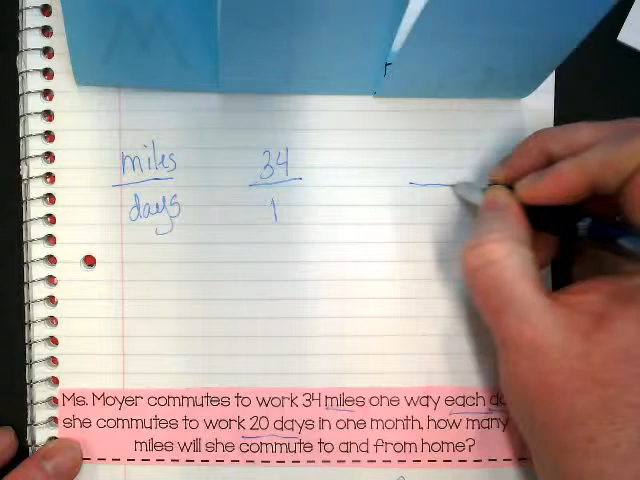 miles 34
days 1
Ms. Moyer commutes to work 34 miles one way each
she commutes to work 20 days in one month, how many
miles will she commute to and from home?